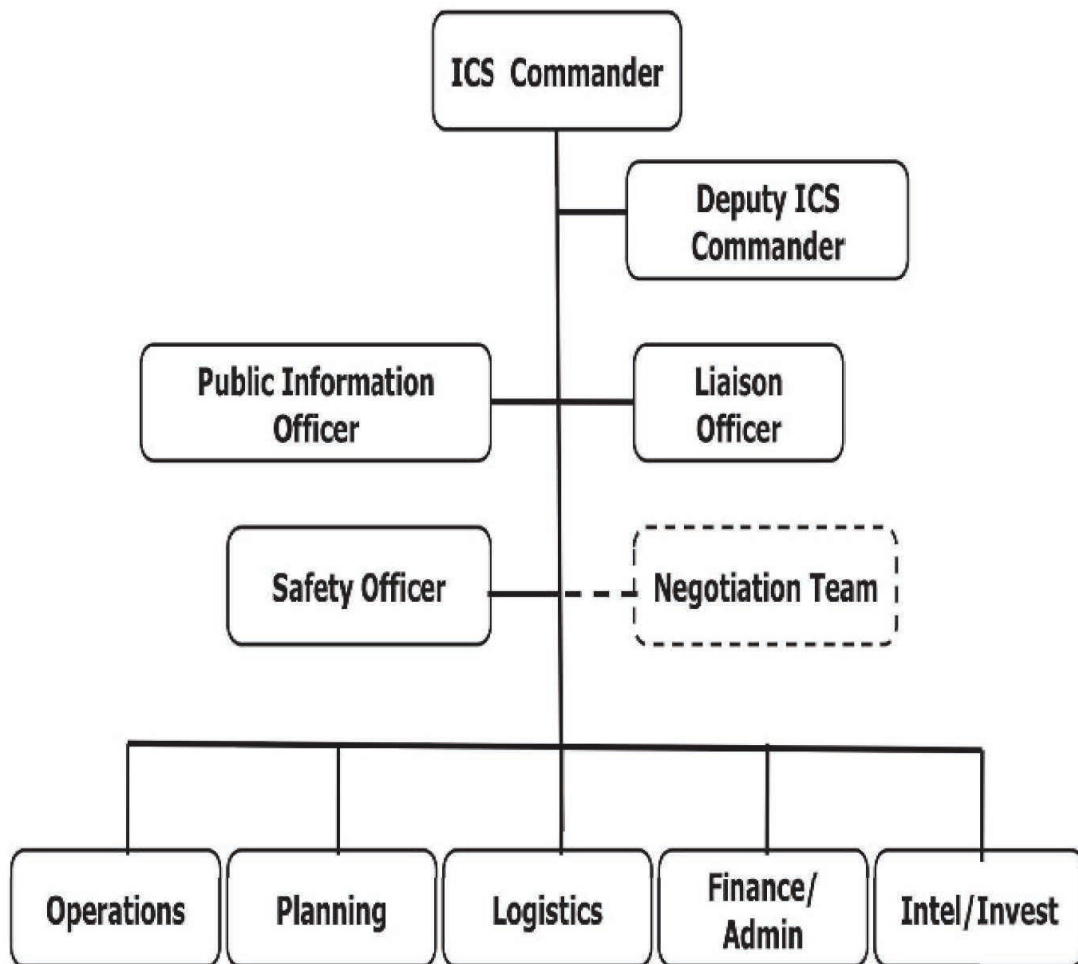 ICS Commander
Deputy ICS
Commander
Public Information
Officer
Liaison
Officer
Safety Officer
Negotiation Team
Operations
Planning
Logistics
Finance/
Admin
Intel/Invest